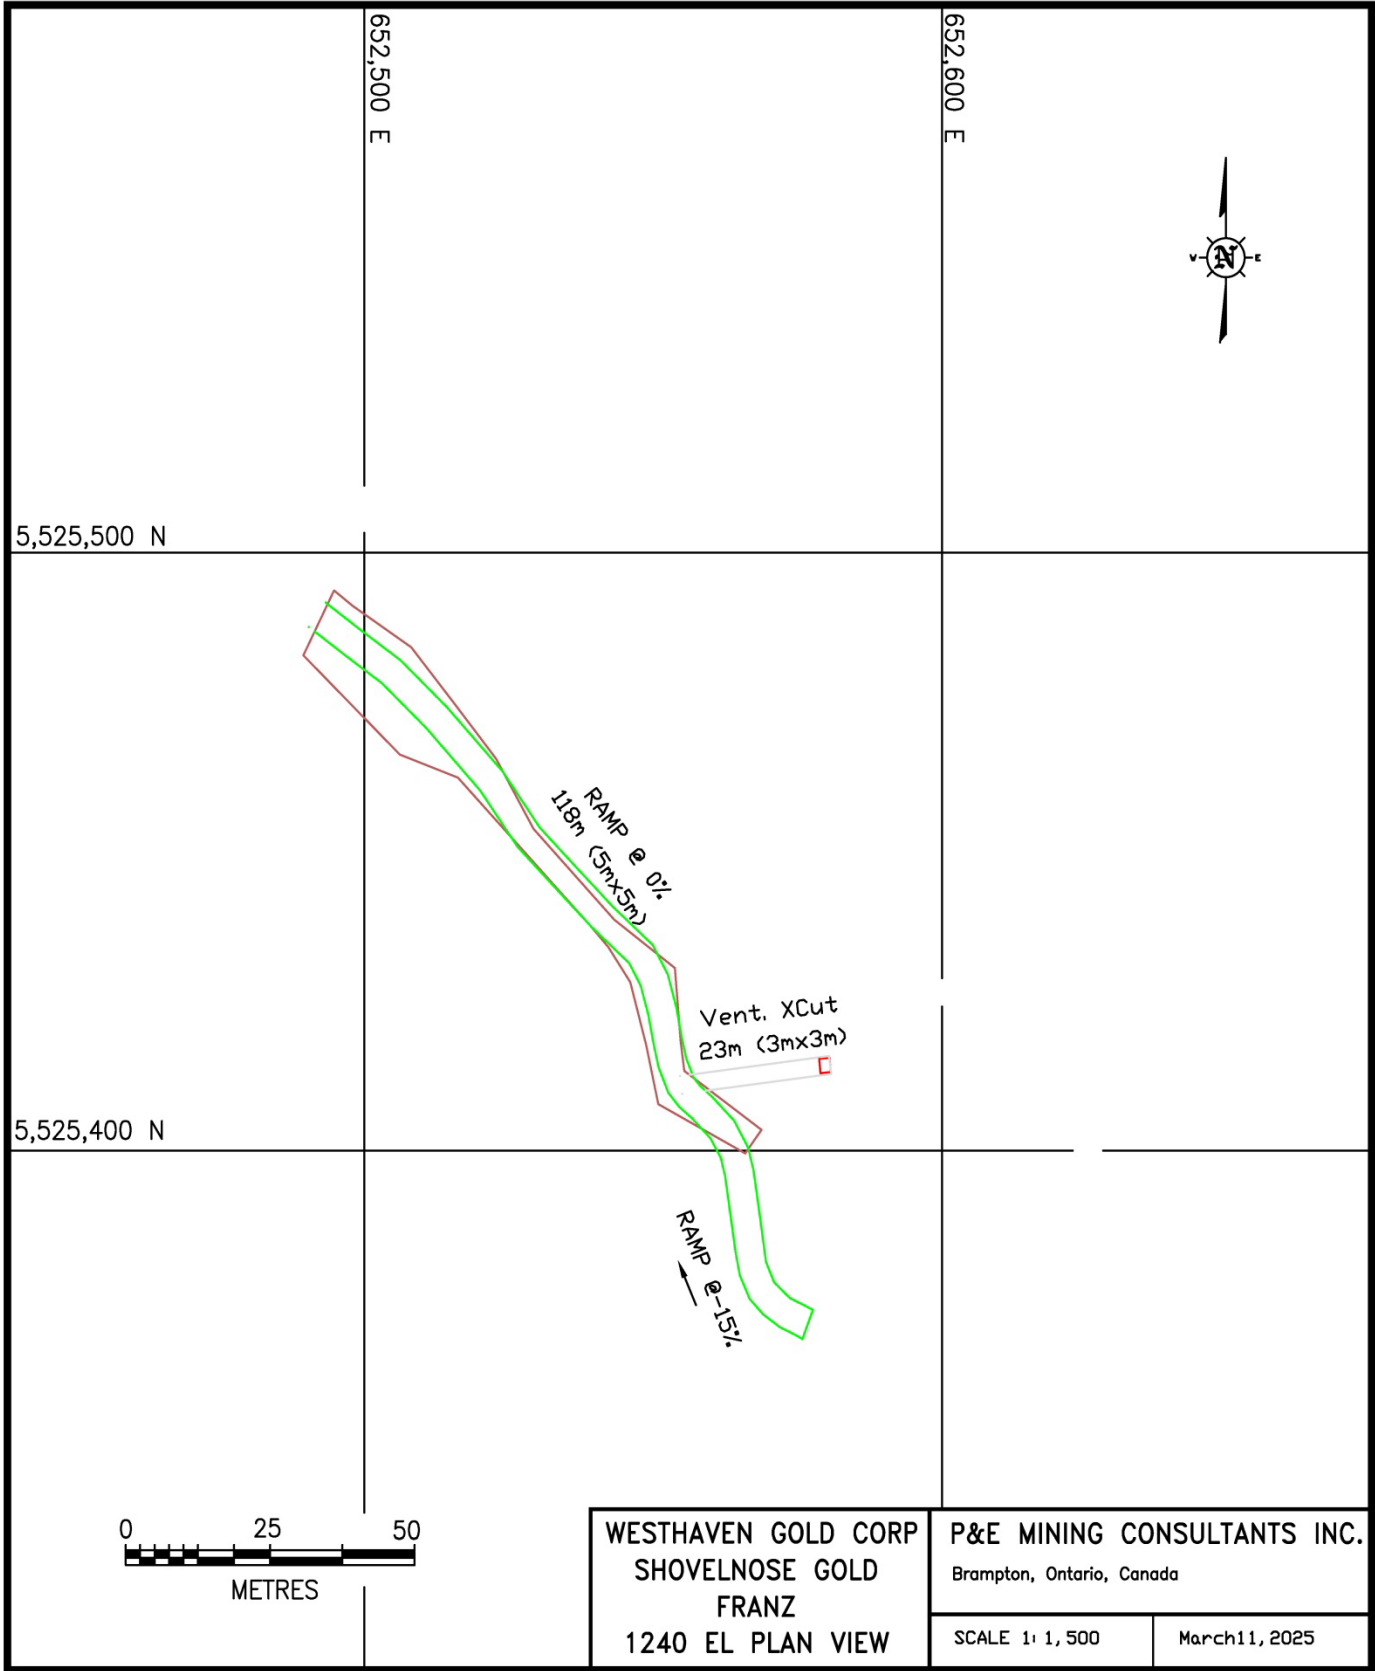 652,500 E
652,600 E
W N E
5,525,500 N
RAMP @ 0%
118m (5mx5m)
Vent. XCut
23m (3mx3m)
5,525,400 N
RAMP @-15%
0 25 50
METRES
WESTHAVEN GOLD CORP
SHOVELNOSE GOLD
FRANZ
1240 EL PLAN VIEW
P&E MINING CONSULTANTS INC.
Brampton, Ontario, Canada
SCALE 1: 1,500
March11,2025